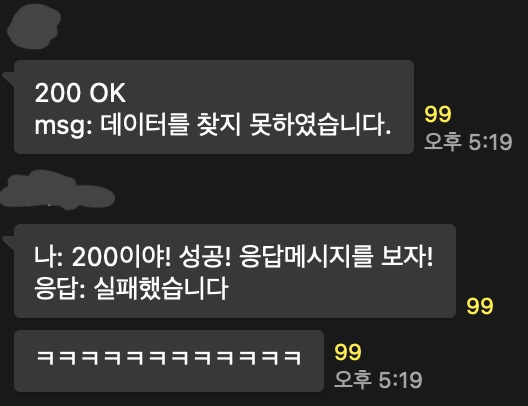 200 OK
msg: 데이터를 찾지 못하였습니다.
99
오후 5:19
나: 200이야! 성공! 응답메시지를 보자!
응답: 실패했습니다
99
ㅋㅋㅋㅋㅋㅋㅋㅋㅋㅋㅋㅋ
99
오후 5:19